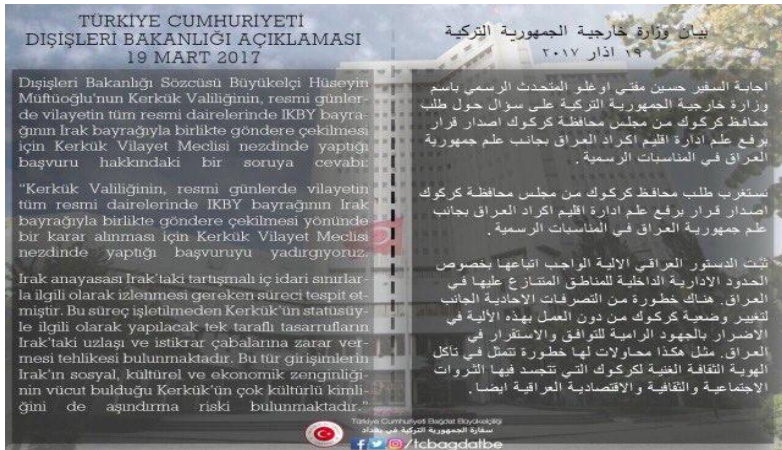 TÜRKİYE CUMHURİYETİ
DIŞİŞLERİ BAKANLIĞI AÇIKLAMASI
19 MART 2017
Dışişleri Bakanlığı Sözcüsü Büyükelçi Hüseyin
Müftüoğlu'nun Kerkük Valiliğinin, resmi günler-
de vilayetin tüm resmi dairelerinde IKBY bayra-
ğının Irak bayrağıyla birlikte göndere çekilmesi
için Kerkük Vilayet Meclisi nezdinde yaptığı
başvuru hakkındaki bir soruya cevabı:
"Kerkük Valiliğinin, resmi günlerde vilayetin
tüm resmi dairelerinde IKBY bayrağının Irak
bayrağıyla birlikte göndere çekilmesi yönünde
bir karar alınması için Kerkük Vilayet Meclisi
nezdinde yaptığı başvuruyu yadırgıyoruz.
Irak anayasası Irak'taki tartışmalı iç idari sınırlar-
la ilgili olarak izlenmesi gereken süreci tespit et-
miştir. Bu süreç işletilmeden Kerkük'ün statüsüy-
le ilgili olarak yapılacak tek taraflı tasarrufların
Irak'taki uzlaşı ve istikrar çabalarına zarar ver-
mesi tehlikesi bulunmaktadır. Bu tür girişimlerin
Irak'ın sosyal, kültürel ve ekonomik zenginliği-
nin vücut bulduğu Kerkük'ün çok kültürlü kimli-
ğini de aşındırma riski bulunmaktadır."
بيان وزارة خارجية الجمهورية التركية
١٩ اذار ٢٠١٧
اجابة السفير حسين مفتي اوغلو المتحدث الرسمي باسم
وزارة خارجية الجمهورية التركية على سؤال حول طلب
محافظ كركوك من مجلس محافظة كركوك اصدار قرار
برفع علم ادارة اقليم اكراد العراق بجانب علم جمهورية
العراق في المناسبات الرسمية .
نستغرب طلب محافظ كركوك من مجلس محافظة كركوك
اصدار قرار برفع علم ادارة اقليم اكراد العراق بجانب
علم جمهورية العراق في المناسبات الرسمية .
ثبّت الدستور العراقي الالية الواجب اتباعها بخصوص
الحدود الادارية الداخلية للمناطق المتنازع عليها في
العراق. هناك خطورة من التصرفات الاحادية الجانب
لتغيير وضعية كركوك من دون العمل بهذه الألية في
الاضرار بالجهود الرامية للتوافق والاستقرار في
العراق. مثل هكذا محاولات لها خطورة تتمثل في تآكل
الهوية الثقافة الغنية لكركوك التي تتجسد فيها الثروات
الاجتماعية والثقافية والاقتصادية العراقية ايضا.
Türkiye Cumhuriyeti Bağdat Büyükelçiliği
سفارة الجمهورية التركية في بغداد
/tcbagdatbe